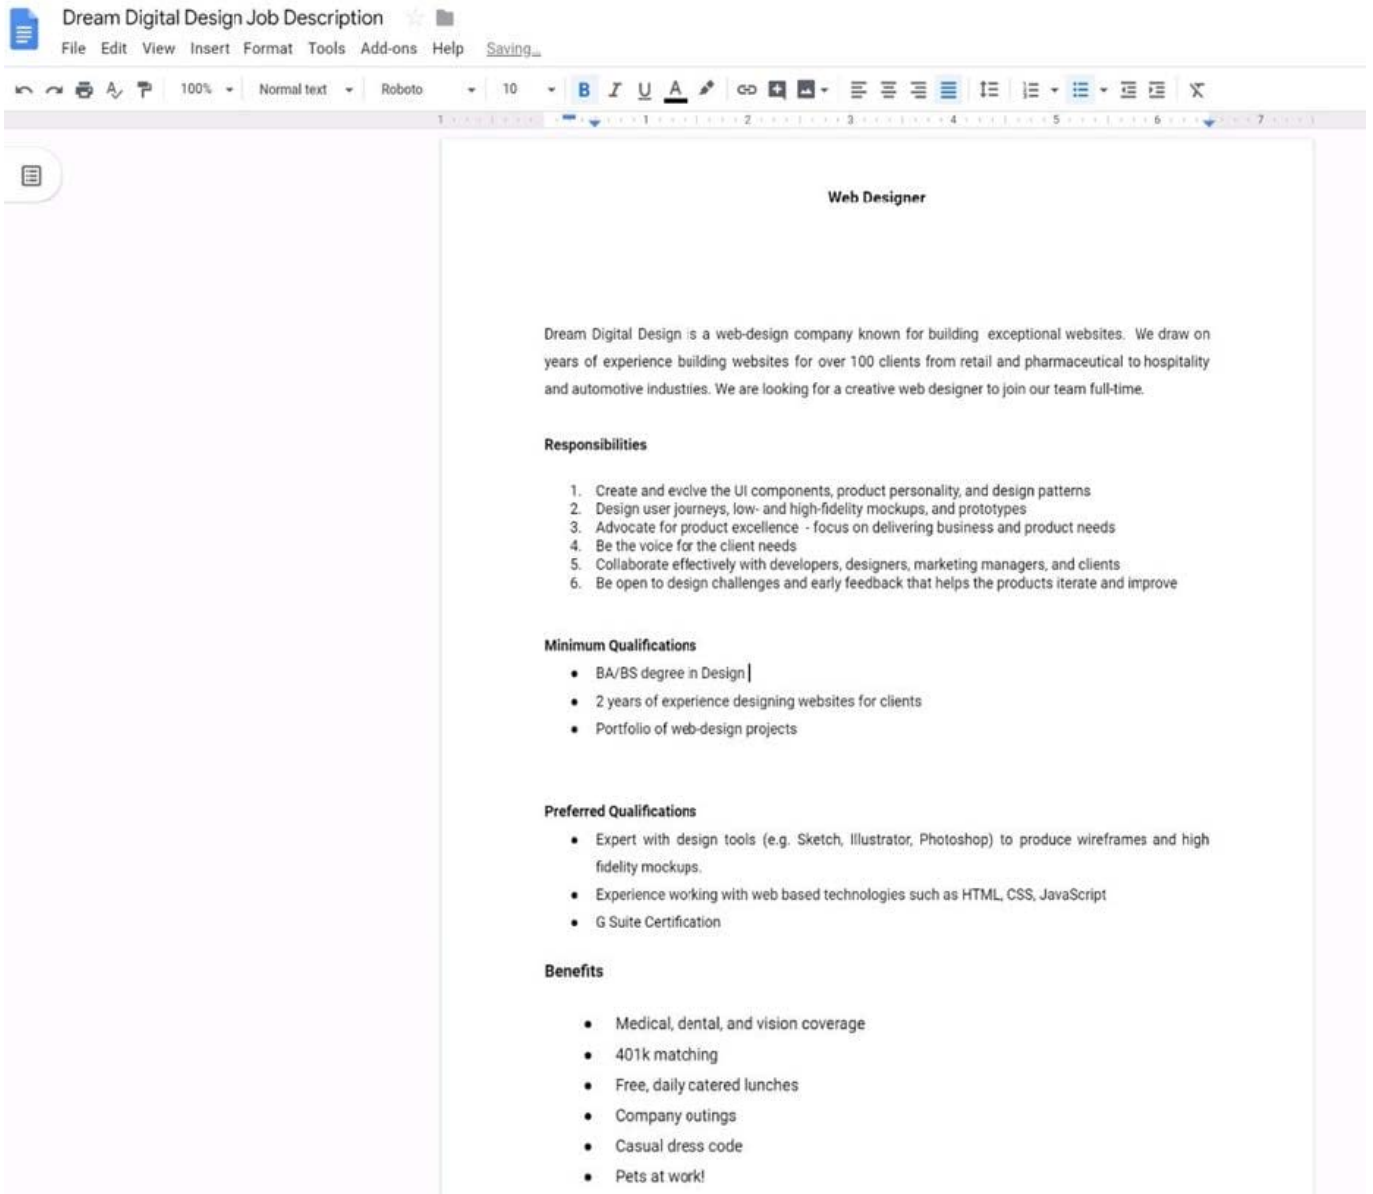 Dream Digital Design Job Description
File Edit View Insert Format Tools Add-ons Help Saving...
100% Normal text Roboto 10 B I U A
1 1 2 3 4 5 6 7
Web Designer
Dream Digital Design is a web-design company known for building exceptional websites. We draw on
years of experience building websites for over 100 clients from retail and pharmaceutical to hospitality
and automotive industries. We are looking for a creative web designer to join our team full-time.
Responsibilities
1. Create and evolve the UI components, product personality, and design patterns
2. Design user journeys, low- and high-fidelity mockups, and prototypes
3. Advocate for product excellence - focus on delivering business and product needs
4. Be the voice for the client needs
5. Collaborate effectively with developers, designers, marketing managers, and clients
6. Be open to design challenges and early feedback that helps the products iterate and improve
Minimum Qualifications
● BA/BS degree in Design
● 2 years of experience designing websites for clients
● Portfolio of web-design projects
Preferred Qualifications
● Expert with design tools (e.g. Sketch, Illustrator, Photoshop) to produce wireframes and high
fidelity mockups.
● Experience working with web based technologies such as HTML, CSS, JavaScript
● G Suite Certification
Benefits
● Medical, dental, and vision coverage
● 401k matching
● Free, daily catered lunches
● Company outings
● Casual dress code
● Pets at work!